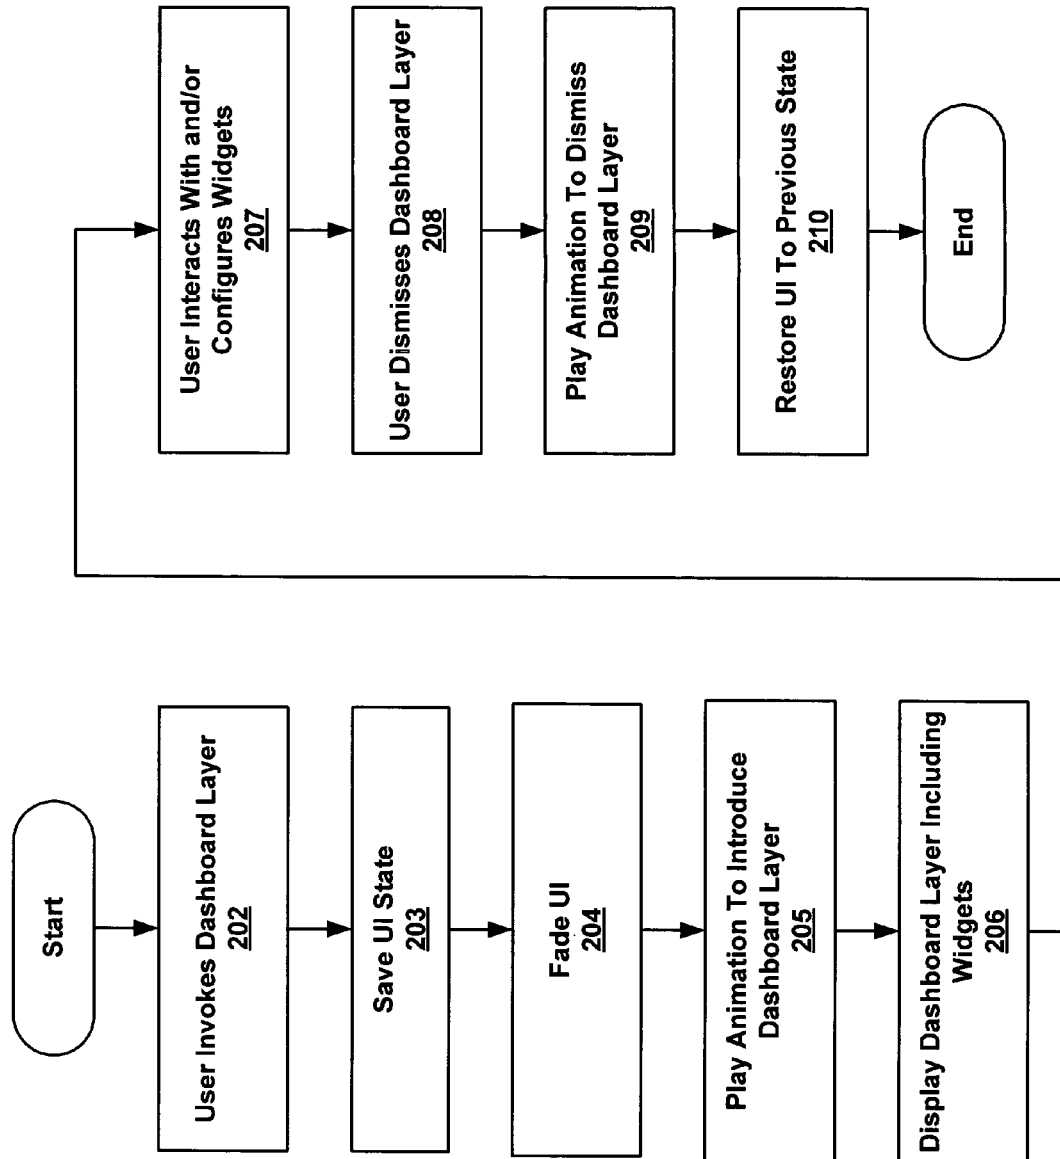 Start
User Invokes Dashboard Layer
202
Save UI State
203
Fade UI
204
Play Animation To Introduce
Dashboard Layer
205
Display Dashboard Layer Including
Widgets
206
User Interacts With and/or
Configures Widgets
207
User Dismisses Dashboard Layer
208
Play Animation To Dismiss
Dashboard Layer
209
Restore UI To Previous State
210
End